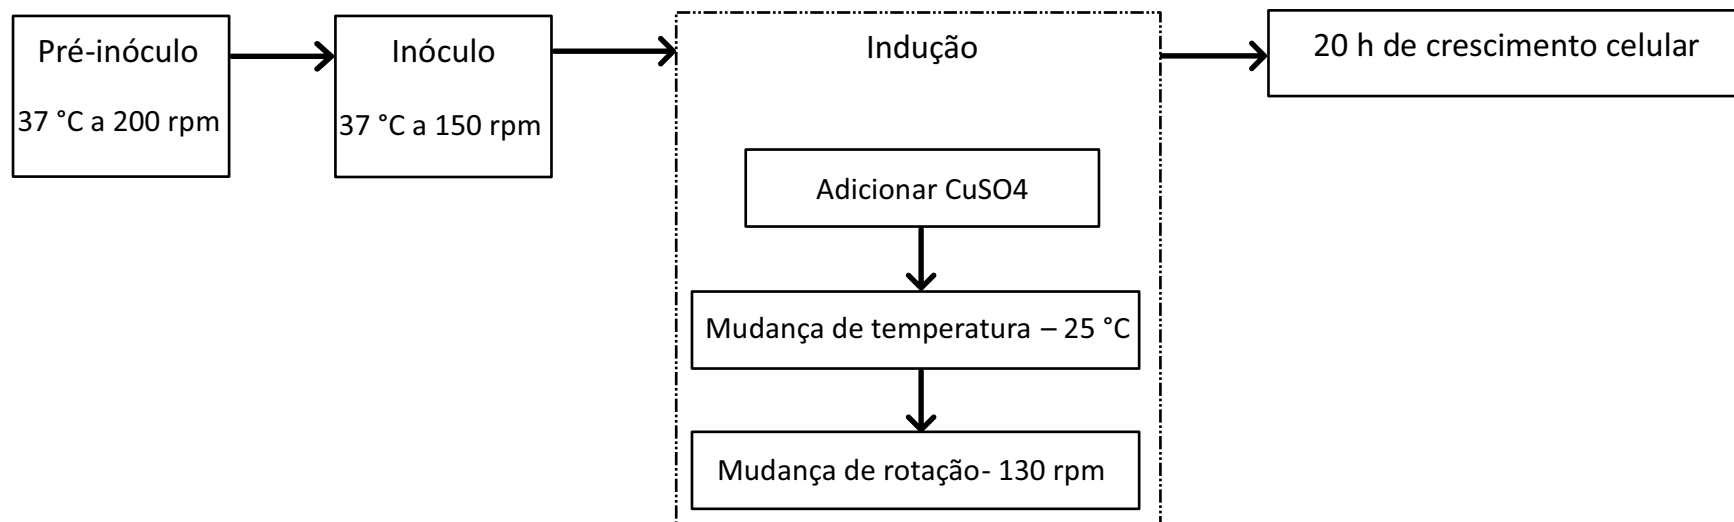 Pré-inóculo
37 °C a 200 rpm
Inóculo
37 °C a 150 rpm
Indução
Adicionar CuSO4
Mudança de temperatura – 25 °C
Mudança de rotação- 130 rpm
20 h de crescimento celular